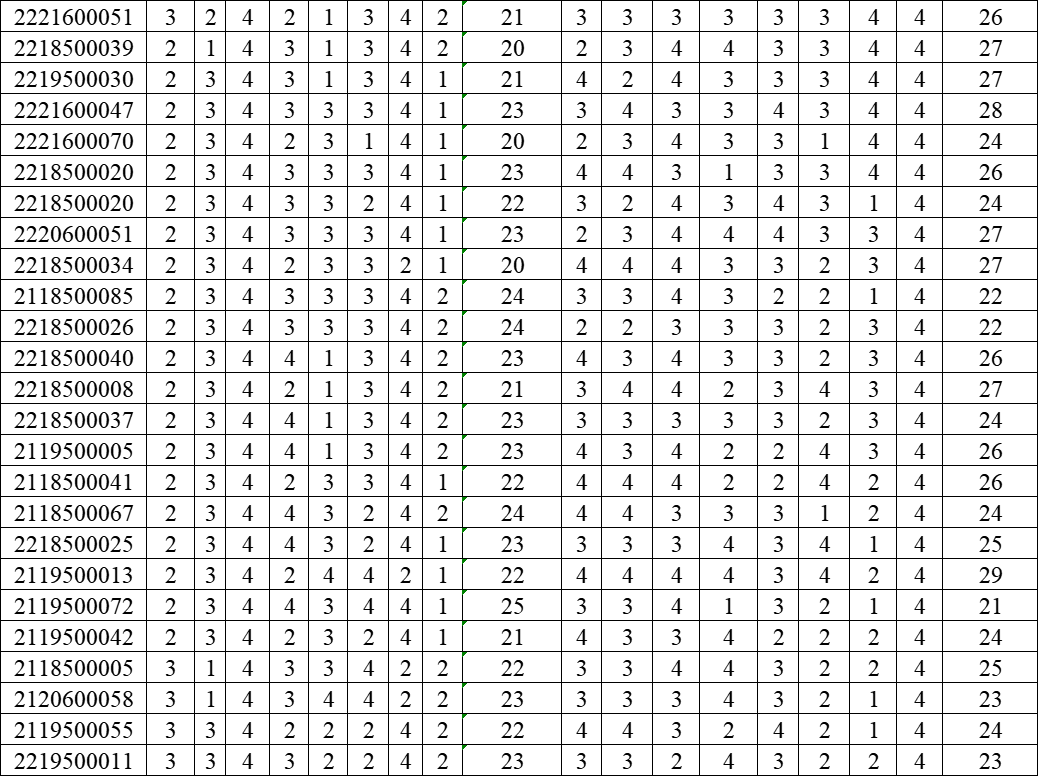 2221600051 3 2 4 2 1 3 4 2 21 3 3 3 3 3 3 4 4 26
2218500039 2 1 4 3 1 3 4 2 20 2 3 4 4 3 3 4 4 27
2219500030 2 3 4 3 1 3 4 1 21 4 2 4 3 3 3 4 4 27
2221600047 2 3 4 3 3 3 4 1 23 3 4 3 3 4 3 4 4 28
2221600070 2 3 4 2 3 1 4 1 20 2 3 4 3 3 1 4 4 24
2218500020 2 3 4 3 3 3 4 1 23 4 4 3 1 3 3 4 4 26
2218500020 2 3 4 3 3 2 4 1 22 3 2 4 3 4 3 1 4 24
2220600051 2 3 4 3 3 3 4 1 23 2 3 4 4 4 3 3 4 27
2218500034 2 3 4 2 3 3 2 1 20 4 4 4 3 3 2 3 4 27
2118500085 2 3 4 3 3 3 4 2 24 3 3 4 3 2 2 1 4 22
2218500026 2 3 4 3 3 3 4 2 24 2 2 3 3 3 2 3 4 22
2218500040 2 3 4 4 1 3 4 2 23 4 3 4 3 3 2 3 4 26
2218500008 2 3 4 2 1 3 4 2 21 3 4 4 2 3 4 3 4 27
2218500037 2 3 4 4 1 3 4 2 23 3 3 3 3 3 2 3 4 24
2119500005 2 3 4 4 1 3 4 2 23 4 3 4 2 2 4 3 4 26
2118500041 2 3 4 2 3 3 4 1 22 4 4 4 2 2 4 2 4 26
2118500067 2 3 4 4 3 2 4 2 24 4 4 3 3 3 1 2 4 24
2218500025 2 3 4 4 3 2 4 1 23 3 3 3 4 3 4 1 4 25
2119500013 2 3 4 2 4 4 2 1 22 4 4 4 4 3 4 2 4 29
2119500072 2 3 4 4 3 4 4 1 25 3 3 4 1 3 2 1 4 21
2119500042 2 3 4 2 3 2 4 1 21 4 3 3 4 2 2 2 4 24
2118500005 3 1 4 3 3 4 2 2 22 3 3 4 4 3 2 2 4 25
2120600058 3 1 4 3 4 4 2 2 23 3 3 3 4 3 2 1 4 23
2119500055 3 3 4 2 2 2 4 2 22 4 4 3 2 4 2 1 4 24
2219500011 3 3 4 3 2 2 4 2 23 3 3 2 4 3 2 2 4 23